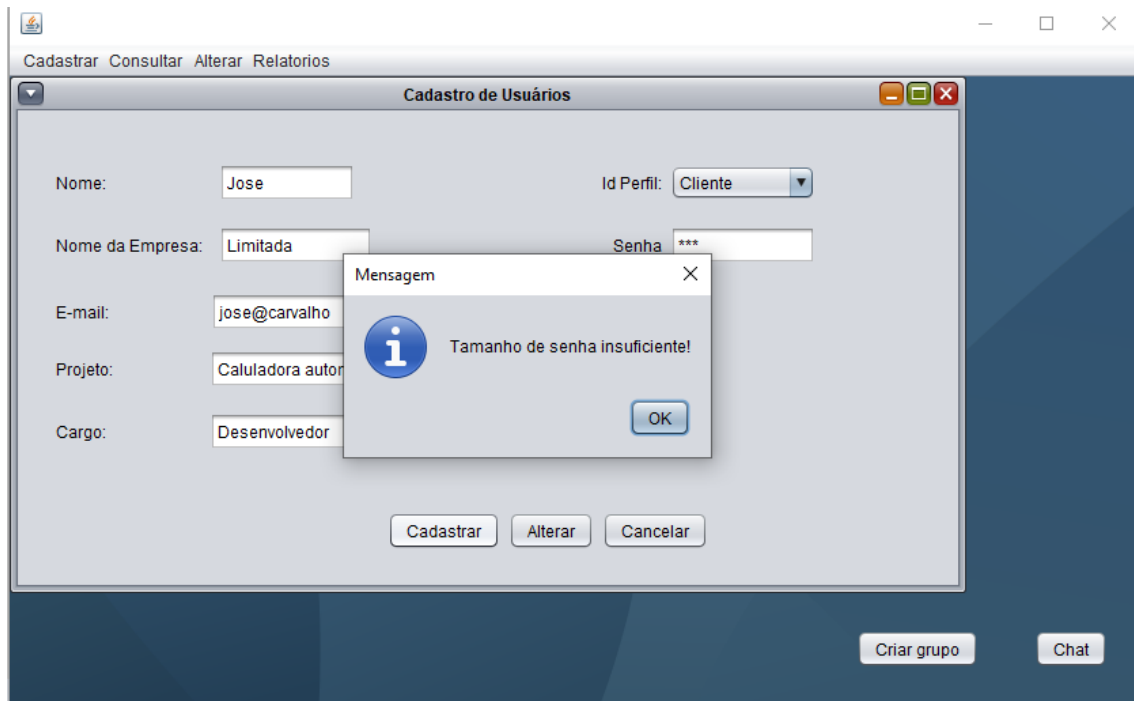 Cadastrar Consultar Alterar Relatorios
Cadastro de Usuários
Nome: Jose Id Perfil: Cliente
Nome da Empresa: Limitada Senha ***
Mensagem
E-mail: jose@carvalho
Tamanho de senha insuficiente!
Projeto: Caluladora autor
OK
Cargo: Desenvolvedor
Cadastrar Alterar Cancelar
Criar grupo Chat